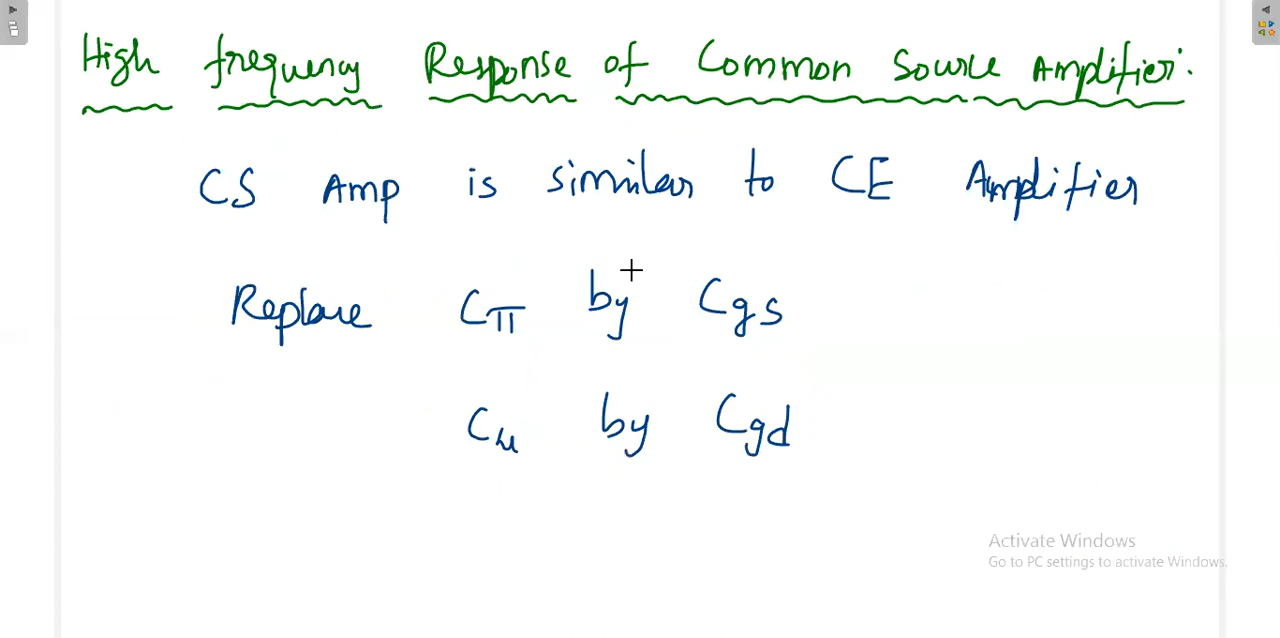 High frequency Response of Common Source Amplifier:
CS Amp is similar to CE Amplifier
Replace Cπ by Cgs
Cμ by Cgd
Activate Windows
Go to PC settings to activate Windows.